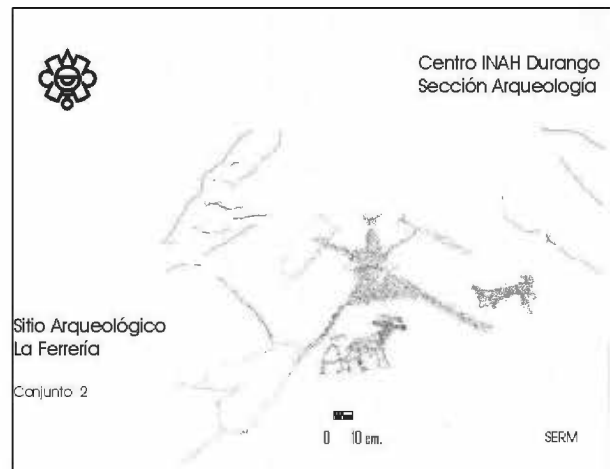 Centro INAH Durango
Sección Arqueología
Sitio Arqueológico
La Ferrería
Conjunto 2
0 10 cm.
SERM